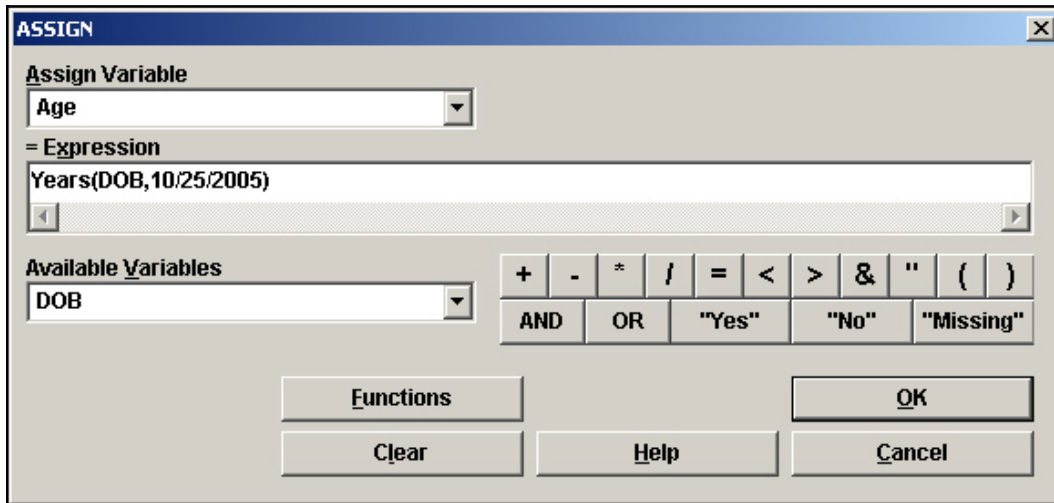 ASSIGN
Assign Variable
Age
= Expression
Years(DOB,10/25/2005)
Available Variables
DOB
+ - * / = < > & " ( )
AND OR "Yes" "No" "Missing"
Functions OK
Clear Help Cancel